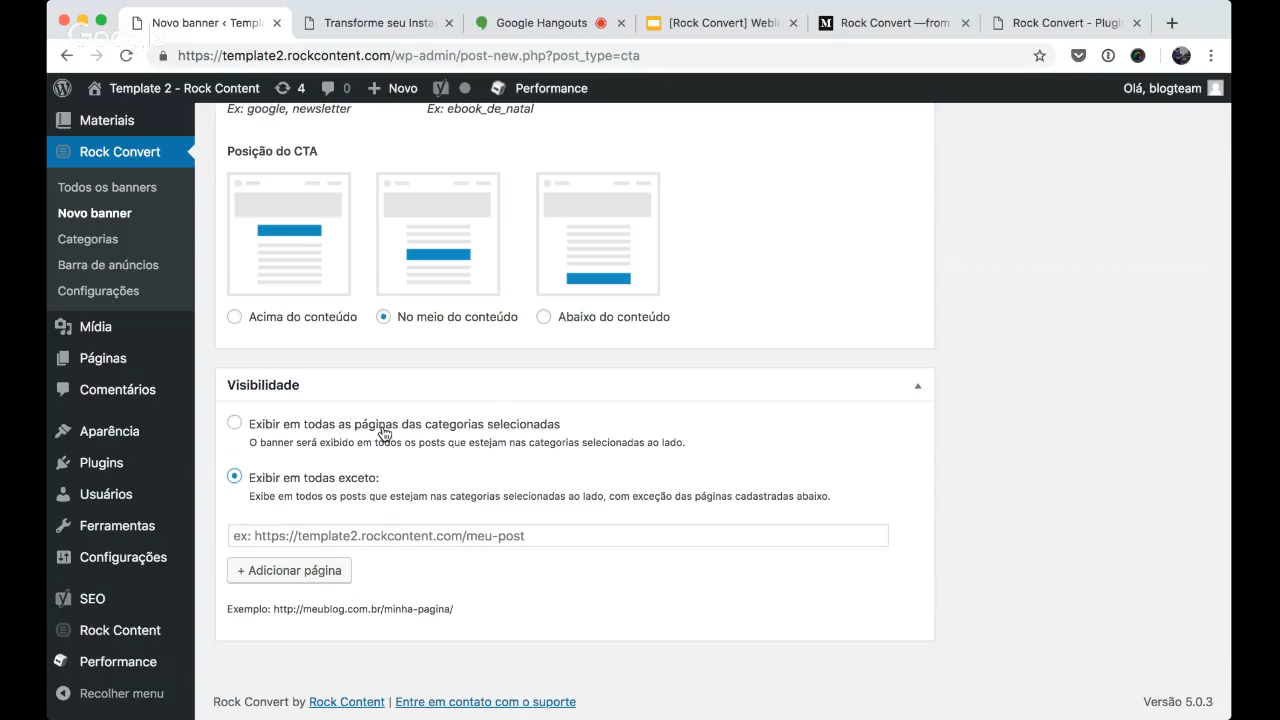 Novo banner ‹ Templ
Transforme seu Insta
Google Hangouts
[Rock Convert] Webi
Rock Convert —from
Rock Convert - Plugi
Google
https://template2.rockcontent.com/wp-admin/post-new.php?post_type=cta
Template 2 - Rock Content
4
0
Novo
Performance
Olá, blogteam
Materiais
Rock Convert
Todos os banners
Novo banner
Categorias
Barra de anúncios
Configurações
Mídia
Páginas
Comentários
Aparência
Plugins
Usuários
Ferramentas
Configurações
SEO
Rock Content
Performance
Recolher menu
Ex: google, newsletter
Ex: ebook_de_natal
Posição do CTA
Acima do conteúdo
No meio do conteúdo
Abaixo do conteúdo
Visibilidade
Exibir em todas as páginas das categorias selecionadas
O banner será exibido em todos os posts que estejam nas categorias selecionadas ao lado.
Exibir em todas exceto:
Exibe em todos os posts que estejam nas categorias selecionadas ao lado, com exceção das páginas cadastradas abaixo.
ex: https://template2.rockcontent.com/meu-post
+ Adicionar página
Exemplo: http://meublog.com.br/minha-pagina/
Rock Convert by Rock Content | Entre em contato com o suporte
Versão 5.0.3